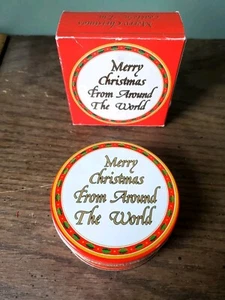 Merry
Christmas
From Around
The World
Merry
Christmas
From Around
The World